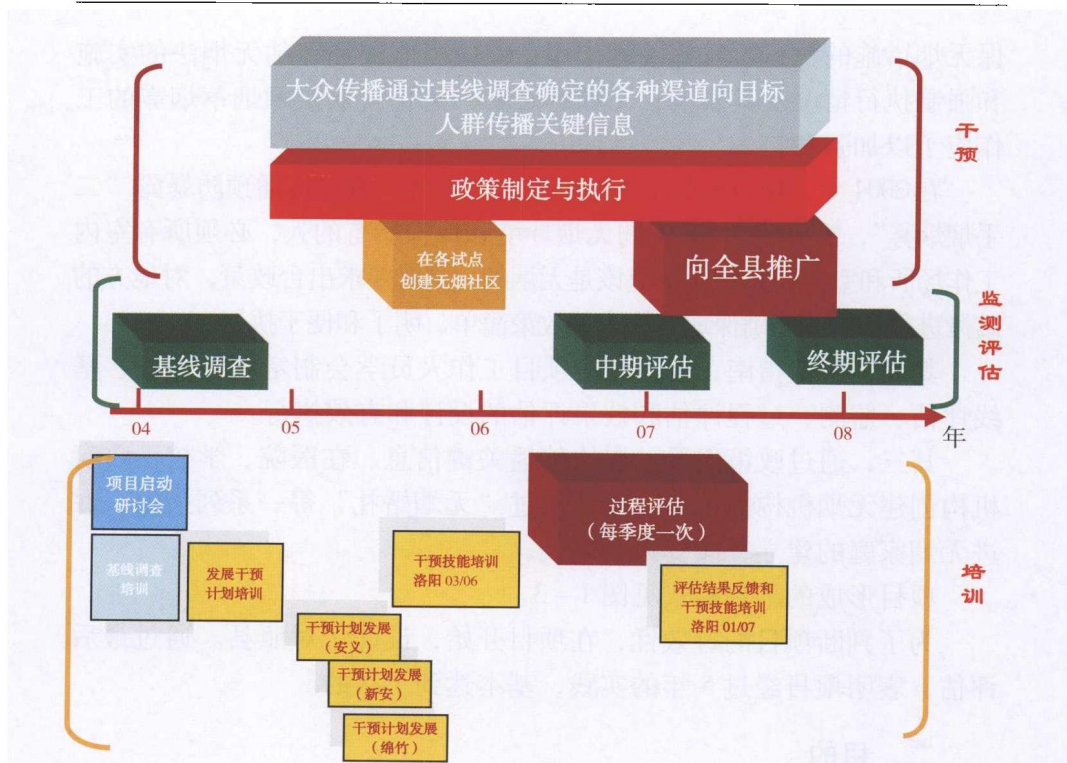 大众传播通过基线调查确定的各种渠道向目标
人群传播关键信息
干预
政策制定与执行
在各试点
创建无烟社区
向全县推广
监测评估
基线调查
中期评估
终期评估
04
05
06
07
08
年
项目启动
研讨会
基线调查
培训
发展干预
计划培训
干预技能培训
洛阳 03/06
过程评估
（每季度一次）
评估结果反馈和
干预技能培训
洛阳 01/07
培训
干预计划发展
（安义）
干预计划发展
（新安）
干预计划发展
（绵竹）